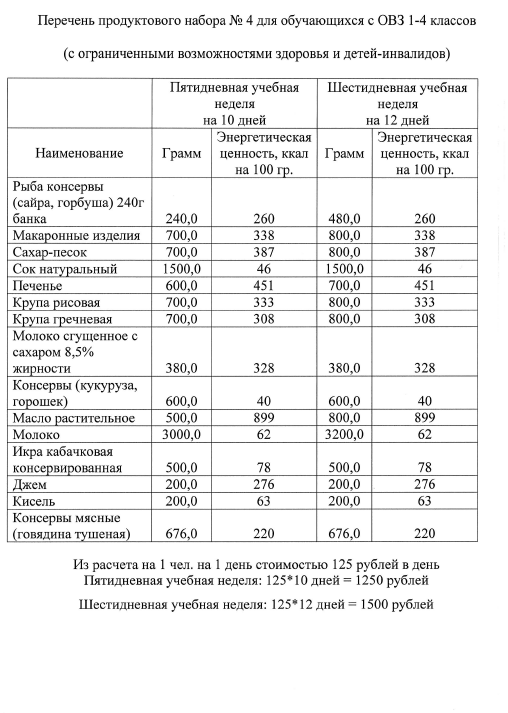 Перечень продуктового набора № 4 для обучающихся с ОВЗ 1-4 классов
(с ограниченными возможностями здоровья и детей-инвалидов)
Пятидневная учебная неделя на 10 дней Шестидневная учебная неделя на 12 дней
Наименование Грамм Энергетическая ценность, ккал на 100 гр. Грамм Энергетическая ценность, ккал на 100 гр.
Рыба консервы
(сайра, горбуша) 240г
банка 240,0 260 480,0 260
Макаронные изделия 700,0 338 800,0 338
Сахар-песок 700,0 387 800,0 387
Сок натуральный 1500,0 46 1500,0 46
Печенье 600,0 451 700,0 451
Крупа рисовая 700,0 333 800,0 333
Крупа гречневая 700,0 308 800,0 308
Молоко сгущенное с
сахаром 8,5%
жирности 380,0 328 380,0 328
Консервы (кукуруза,
горошек) 600,0 40 600,0 40
Масло растительное 500,0 899 800,0 899
Молоко 3000,0 62 3200,0 62
Икра кабачковая
консервированная 500,0 78 500,0 78
Джем 200,0 276 200,0 276
Кисель 200,0 63 200,0 63
Консервы мясные
(говядина тушеная) 676,0 220 676,0 220
Из расчета на 1 чел. на 1 день стоимостью 125 рублей в день
Пятидневная учебная неделя: 125*10 дней = 1250 рублей
Шестидневная учебная неделя: 125*12 дней = 1500 рублей